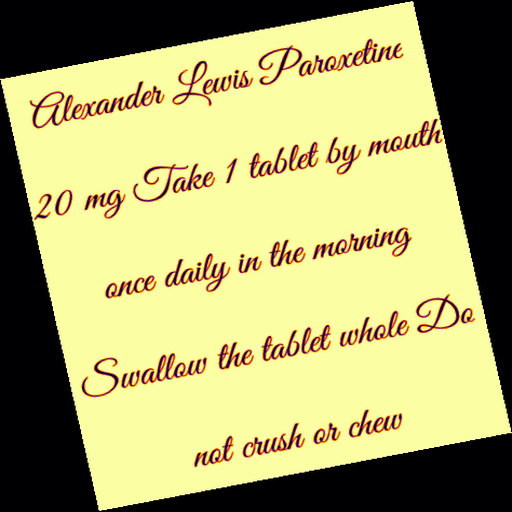 Alexander Lewis Paroxetine
20 mg Take 1 tablet by mouth
once daily in the morning
Swallow the tablet whole Do
not crush or chew